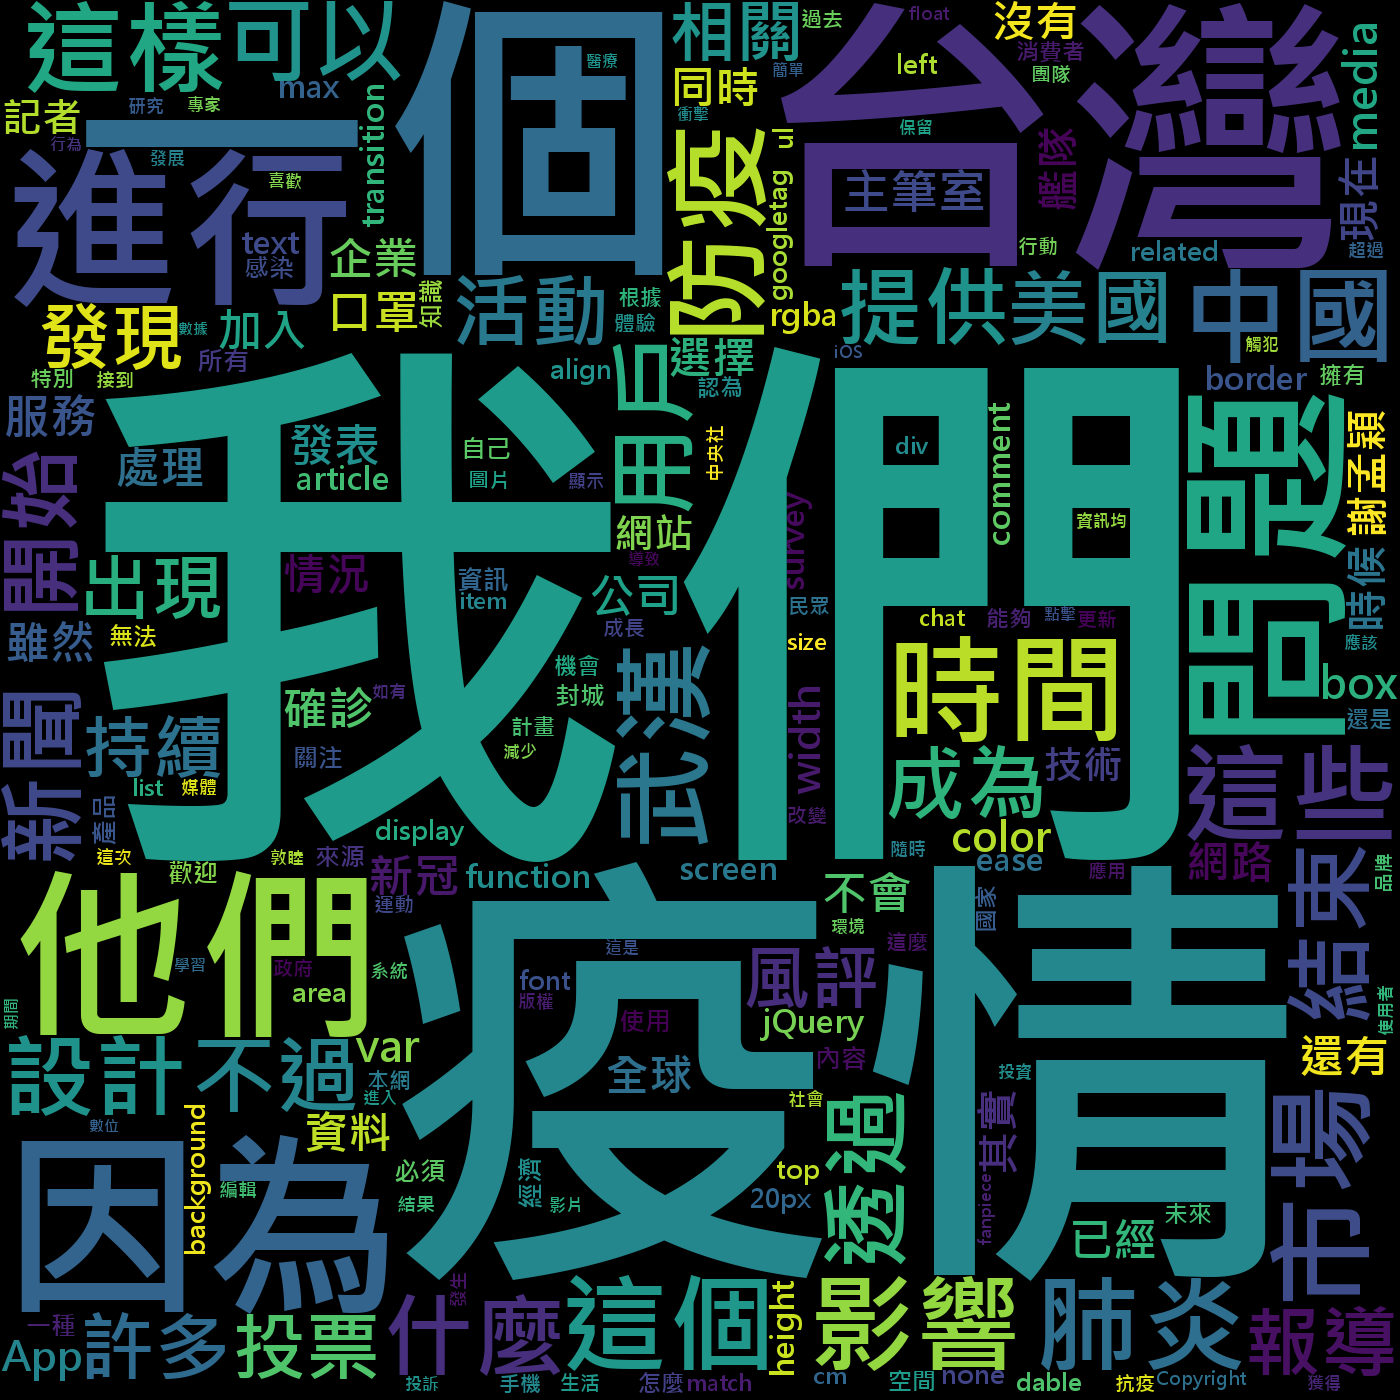 這樣
可以
一個
台灣
相關
過去
float
沒有
消費者
醫療
簡單
同時
left
團隊
media
max
記者
研究
專家
衝擊
行為
發展
transition
進行
防疫
ul
保留
艦隊
喜歡
主筆室
現在
googletag
text
感染
企業
行動
related
超過
活動
根據
提供
美國
中國
口罩
知識
體驗
rgba
發現
數據
加入
選擇
iOS
觸犯
所有
align
用戶
認為
border
擁有
特別
接到
服務
問題
發表
自己
中央社
div
comment
謝孟穎
處理
article
圖片
顯示
survey
資訊均
開始
網站
我們
出現
情況
導致
資訊
item
公司
民眾
時候
雖然
無法
成長
chat
能夠
點擊
更新
size
應該
新聞
確診
如有
機會
封城
武漢
時間
box
持續
計畫
width
還是
關注
減少
成為
技術
這些
list
媒體
產品
display
改變
color
這次
敦睦
來源
隨時
網路
歡迎
新冠
function
screen
ease
應用
結束
品牌
他們
運動
不會
國家
環境
疫情
這是
這麼
學習
政府
系統
font
風評
area
版權
使用
jQuery
期間
使用者
設計
不過
var
全球
內容
還有
本網
投資
進入
社會
其實
市場
數位
background
資料
透過
因為
必須
top
編輯
結果
經濟
影片
20px
fanpiece
未來
已經
發生
一種
App
許多
投票
什麼
這個
height
影響
肺炎
報導
投訴
手機
生活
怎麼
match
cm
空間
none
dable
抗疫
Copyright
獲得